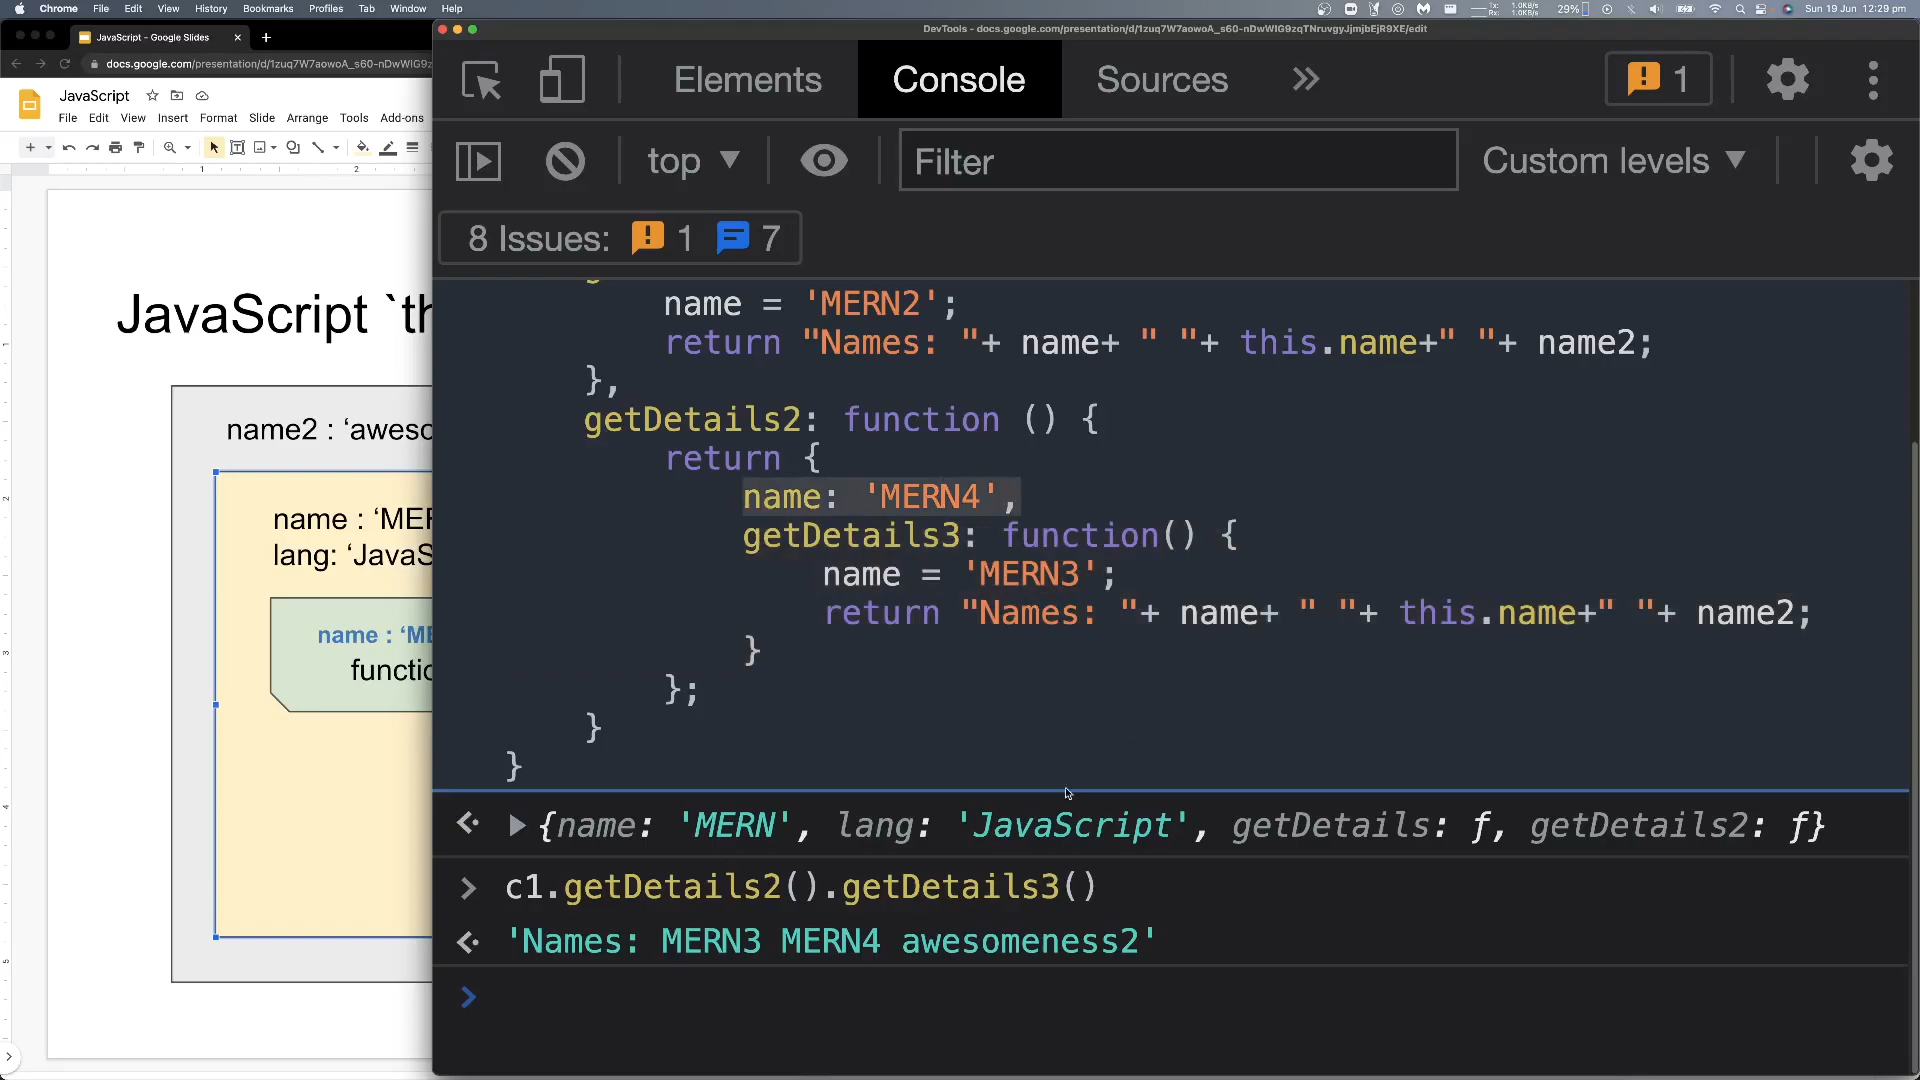 Chrome File Edit View History Bookmarks Profiles Tab Window Help
29% Sun 19 Jun 12:29 pm
JavaScript - Google Slides
DevTools - docs.google.com/presentation/d/1zuq7W7aowoA_s60-nDwWIG9zqTNruvgyJjmjbEjR9XE/edit
docs.google.com/presentation/d/1zuq7W7aowoA_s60-nDwWIG9z
JavaScript
File Edit View Insert Format Slide Arrange Tools Add-ons
Elements Console Sources 1
top Filter Custom levels
8 Issues: 1 7
JavaScript `th
name2 : ‘aweso
name : ‘MER
lang: ‘JavaS
name : ‘ME
functio
name = 'MERN2';
return "Names: "+ name+ " "+ this.name+" "+ name2;
},
getDetails2: function () {
return {
name: 'MERN4',
getDetails3: function() {
name = 'MERN3';
return "Names: "+ name+ " "+ this.name+" "+ name2;
}
};
}
}
{name: 'MERN', lang: 'JavaScript', getDetails: f, getDetails2: f}
c1.getDetails2().getDetails3()
'Names: MERN3 MERN4 awesomeness2'